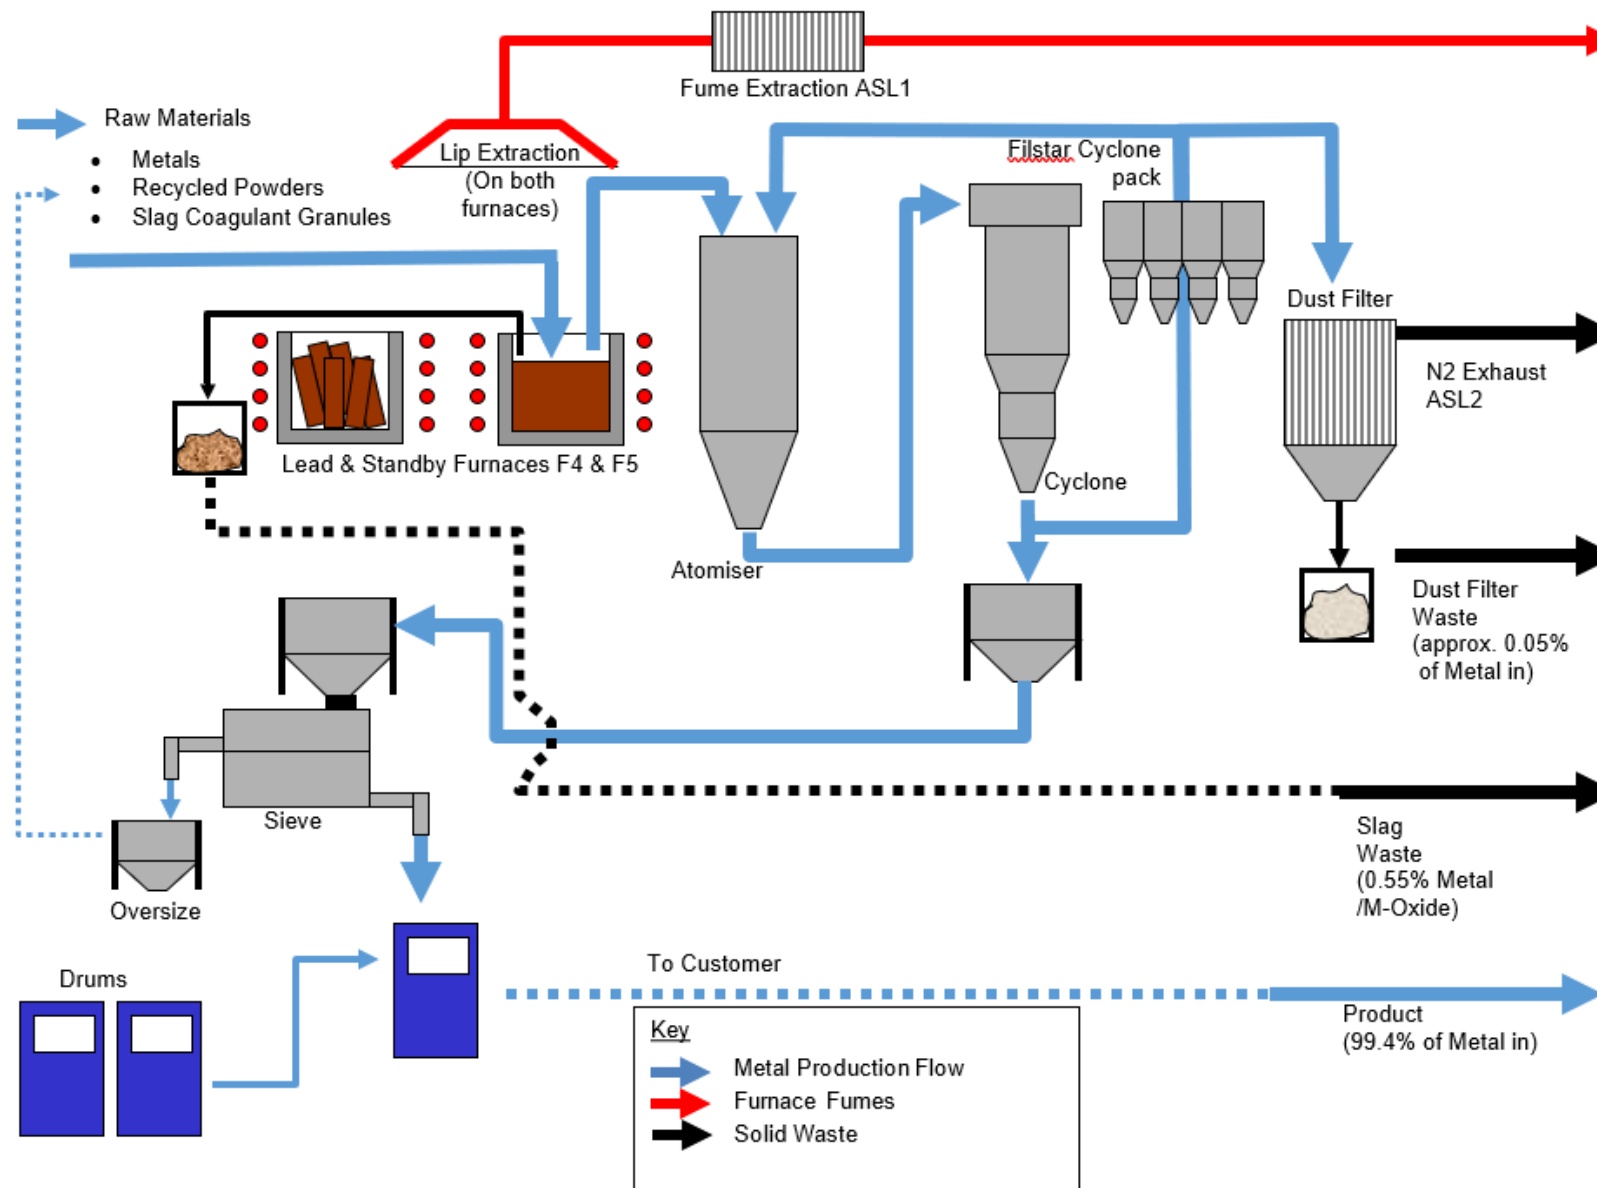 Fume Extraction ASL1
Raw Materials
• Metals
• Recycled Powders
• Slag Coagulant Granules
Lip Extraction
(On both
furnaces)
Filstar Cyclone
pack
Dust Filter
N2 Exhaust
ASL2
Lead & Standby Furnaces F4 & F5
Cyclone
Atomiser
Dust Filter
Waste
(approx. 0.05%
of Metal in)
Sieve
Slag
Waste
(0.55% Metal
/M-Oxide)
Oversize
Drums
To Customer
Product
(99.4% of Metal in)
Key
Metal Production Flow
Furnace Fumes
Solid Waste